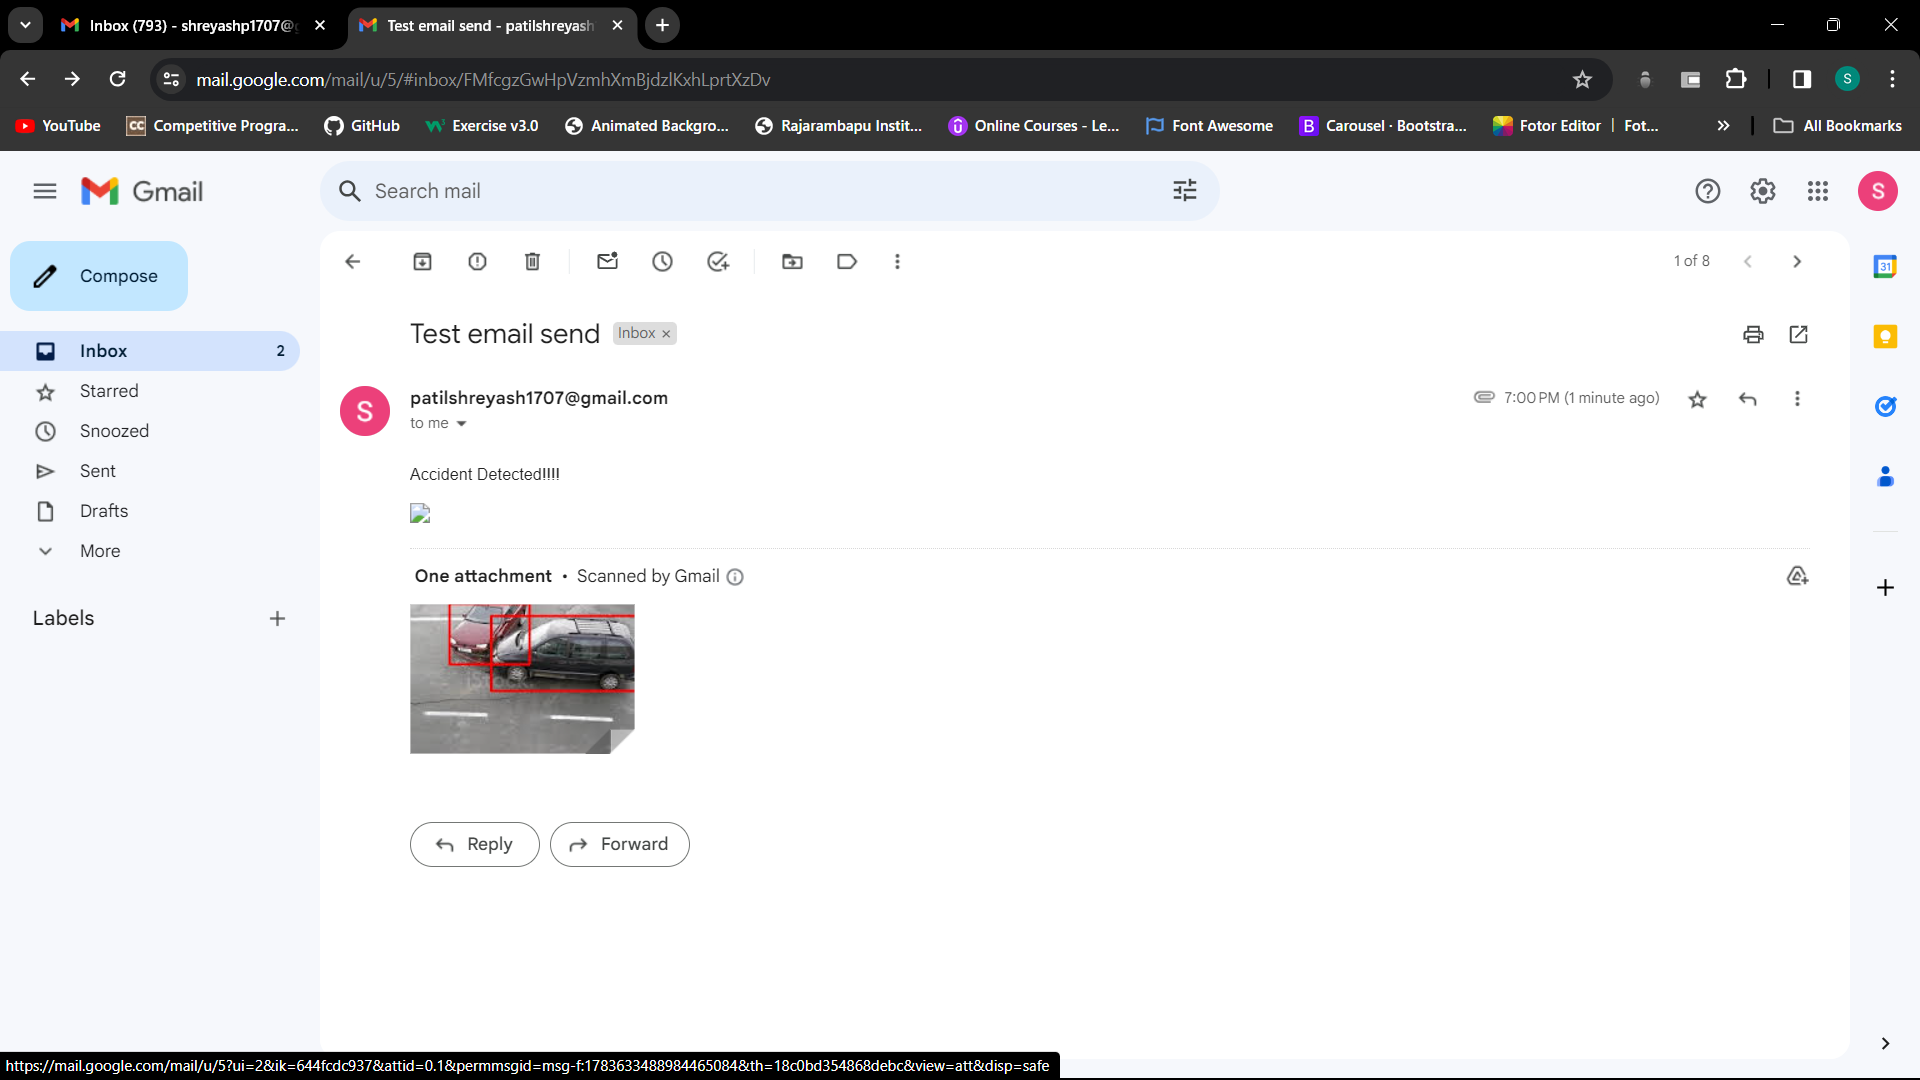 Inbox (793) - shreyashp1707@g
Test email send - patilshreyash
mail.google.com/mail/u/5/#inbox/FMfcgzGwHpVzmhXmBjdzlKxhLprtXzDv
S
YouTube
CC Competitive Progra...
GitHub
Exercise v3.0
Animated Backgro...
Rajarambapu Instit...
Online Courses - Le...
Font Awesome
B Carousel · Bootstra...
Fotor Editor | Fot...
All Bookmarks
Gmail
Search mail
S
Compose
1 of 8
31
Inbox 2
Starred
Snoozed
Sent
Drafts
More
Labels
Test email send Inbox ×
S
patilshreyash1707@gmail.com
7:00 PM (1 minute ago)
to me
Accident Detected!!!!
One attachment • Scanned by Gmail
iStock
Reply
Forward
https://mail.google.com/mail/u/5?ui=2&ik=644fcdc937&attid=0.1&permmsgid=msg-f:1783633488984465084&th=18c0bd354868debc&view=att&disp=safe